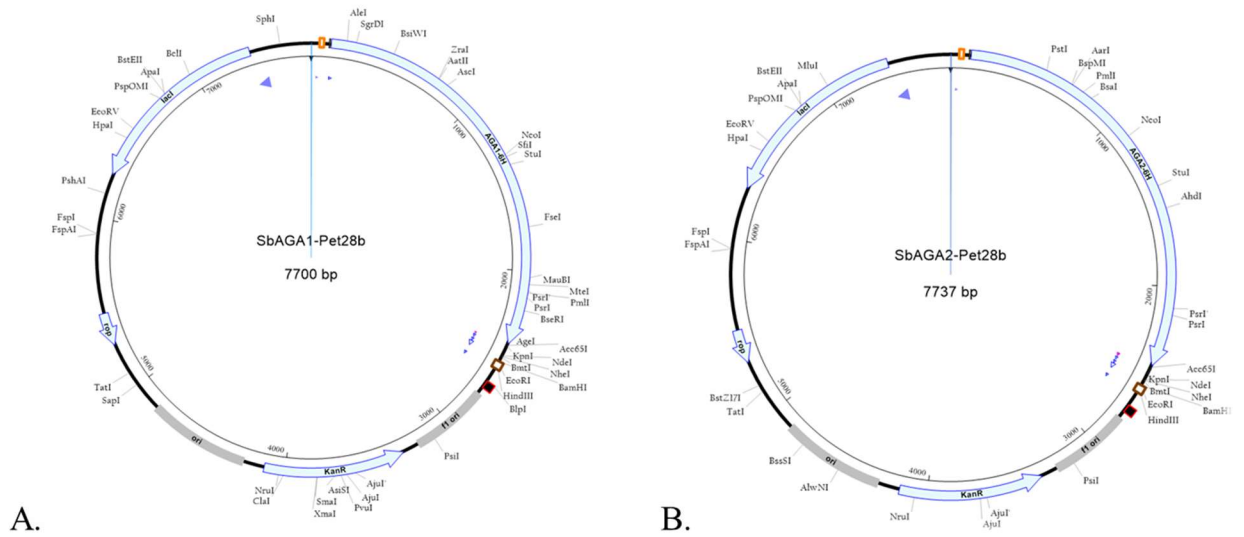 SphI
AleI
SgrDI
BsiWI
ZraI
AatII
AscI
1000
AGA1-6H
NeoI
SfiI
StuI
FseI
2000
MauBI
MteI
PmlI
PsrI'
PsrI
BseRI
AgeI
Acc65I
KpnI
NdeI
BmtI
NheI
BamHI
EcoRI
HindIII
BlpI
3000
f1 ori
PsiI
KanR
AjuI'
AjuI
PvuI
AsiSI
SmaI
XmaI
4000
NruI
ClaI
ori
SapI
TatI
5000
rop
FspAI
FspI
6000
PshAI
HpaI
EcoRV
PspOMI
ApaI
BstEII
BclI
lacI
7000
SbAGA1-Pet28b
7700 bp
A.
PstI
AarI
BspMI
PmlI
BsaI
NeoI
1000
AGA2-6H
StuI
AhdI
2000
PsrI'
PsrI
Acc65I
KpnI
NdeI
BmtI
NheI
BamH
EcoRI
HindIII
3000
f1 ori
PsiI
KanR
AjuI'
AjuI
4000
NruI
AlwNI
BssSI
ori
TatI
BstZ17I
5000
rop
FspAI
FspI
6000
HpaI
EcoRV
PspOMI
ApaI
BstEII
MluI
lacI
7000
SbAGA2-Pet28b
7737 bp
B.